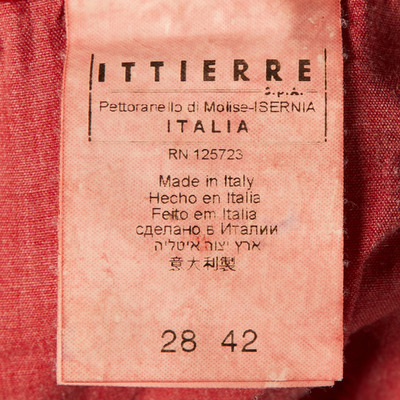 ITTIERRE
S.p.A.
Pettoranello di Molise-ISERNIA
ITALIA
RN 125723
Made in Italy
Hecho en Italia
Feito em Italia
сделано в Италии
ארץ יצור איטליה
意大利製
28 42